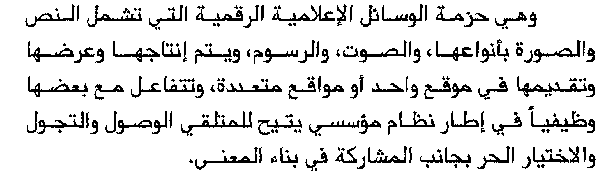 وهي حزمة الوسائل الإعلامية الرقمية التي تشمل النص
والصورة بأنواعها، والصوت، والرسوم، ويتم إنتاجها وعرضها
وتقديمها في موقع واحد أو مواقع متعددة، وتتفاعل مع بعضها
وظيفياً في إطار نظام مؤسسي يتيح للمتلقي الوصول والتجول
والاختيار الحر بجانب المشاركة في بناء المعنى.